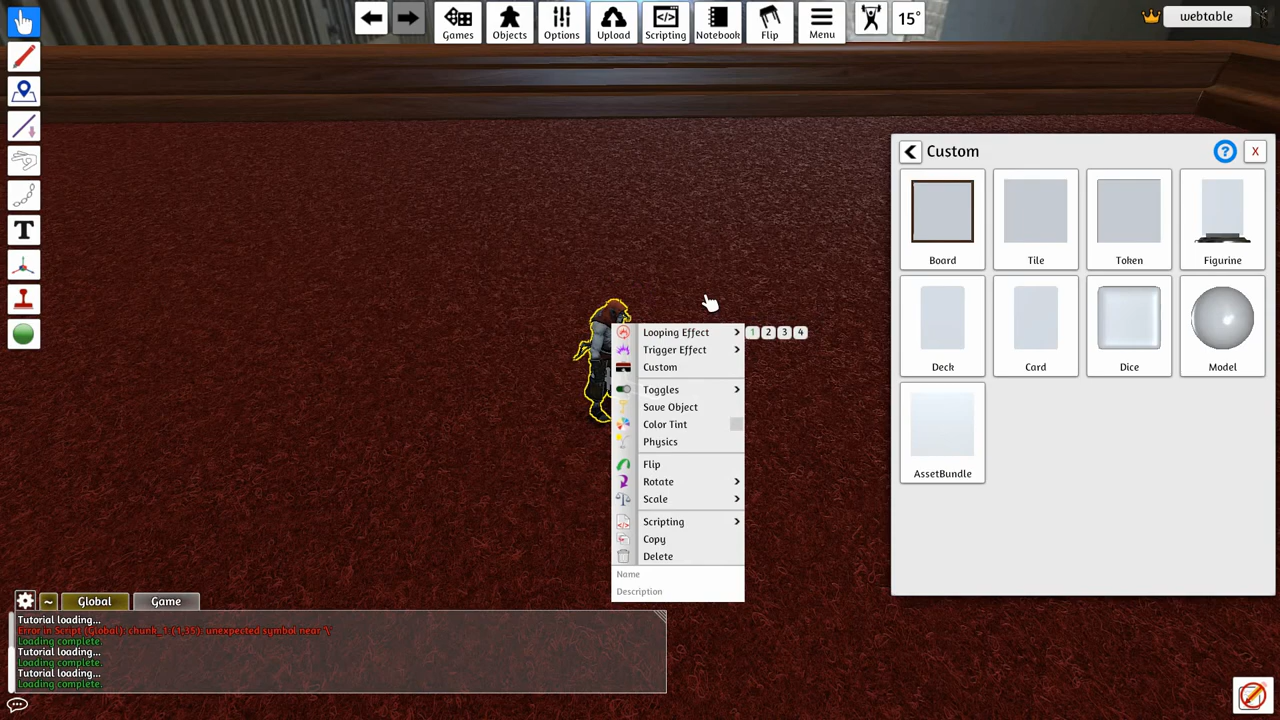 Games
Objects
Options
Upload
Scripting
Notebook
Flip
Menu
15°
webtable
T
Custom
?
X
Board
Tile
Token
Figurine
Deck
Card
Dice
Model
AssetBundle
Looping Effect
1 2 3 4
Trigger Effect
Custom
Toggles
Save Object
Color Tint
Physics
Flip
Rotate
Scale
Scripting
Copy
Delete
Name
Description
~ Global Game
Tutorial loading...
Error in Script (Global): chunk_1:(1,35): unexpected symbol near '\'
Loading complete.
Tutorial loading...
Loading complete.
Tutorial loading...
Loading complete.